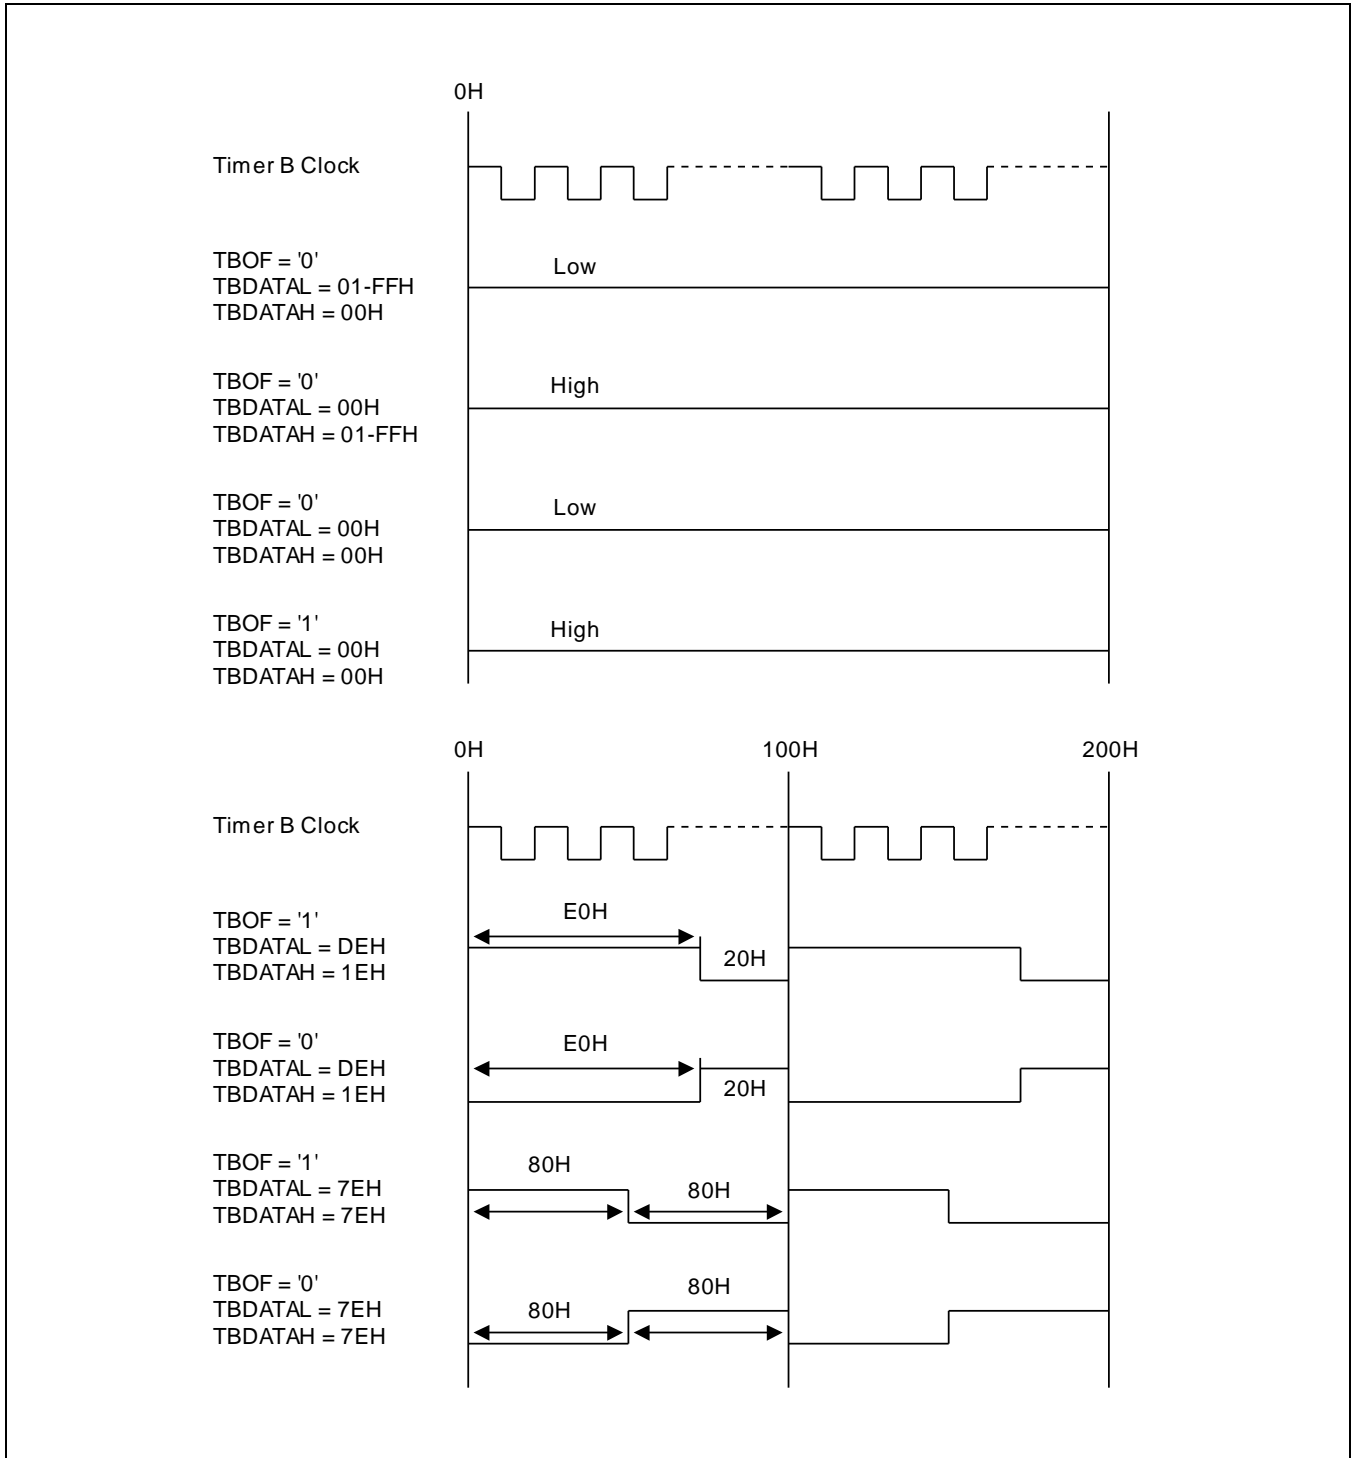 0H
Timer B Clock
TBOF = '0'
TBDATAL = 01-FFH
TBDATAH = 00H
Low
TBOF = '0'
TBDATAL = 00H
TBDATAH = 01-FFH
High
TBOF = '0'
TBDATAL = 00H
TBDATAH = 00H
Low
TBOF = '1'
TBDATAL = 00H
TBDATAH = 00H
High
0H
100H
200H
Timer B Clock
TBOF = '1'
TBDATAL = DEH
TBDATAH = 1EH
E0H
20H
TBOF = '0'
TBDATAL = DEH
TBDATAH = 1EH
E0H
20H
TBOF = '1'
TBDATAL = 7EH
TBDATAH = 7EH
80H
80H
TBOF = '0'
TBDATAL = 7EH
TBDATAH = 7EH
80H
80H